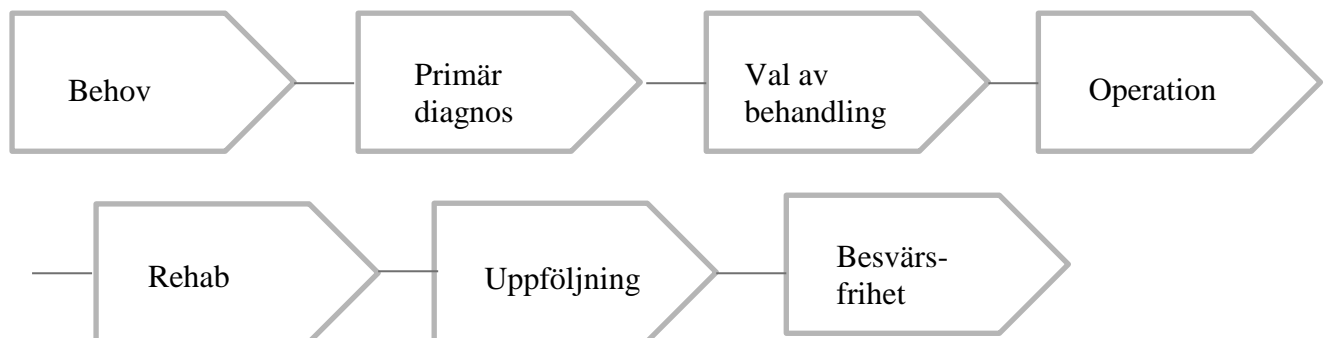 Behov
Primär
diagnos
Val av
behandling
Operation
Rehab
Uppföljning
Besvärs-
frihet